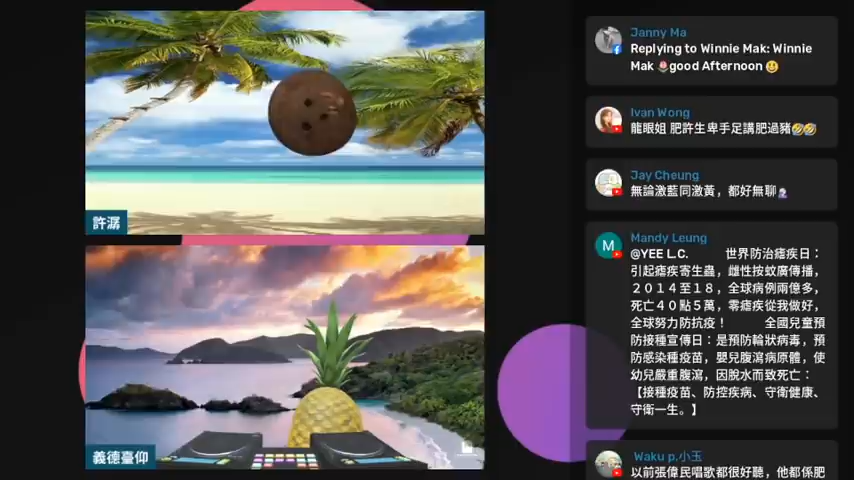 許潺
義德臺仰
Janny Ma
Replying to Winnie Mak: Winnie
Mak 🌷good Afternoon 😃
Ivan Wong
龍眼姐 肥許生卑手足講肥過豬🤣🤣
Jay Cheung
無論激藍同激黃，都好無聊🤦🏻‍♀️
Mandy Leung
M
@YEE L.C. 世界防治瘧疾日：
引起瘧疾寄生蟲，雌性按蚊廣傳播，
２０１４至１８，全球病例兩億多，
死亡４０點５萬，零瘧疾從我做好，
全球努力防抗疫！ 全國兒童預
防接種宣傳日：是預防輪狀病毒，預
防感染種疫苗，嬰兒腹瀉病原體，使
幼兒嚴重腹瀉，因脫水而致死亡：
【接種疫苗、防控疾病、守衛健康、
守衛一生。】
Waku p.小玉
以前張偉民唱歌都很好聽，他都係肥